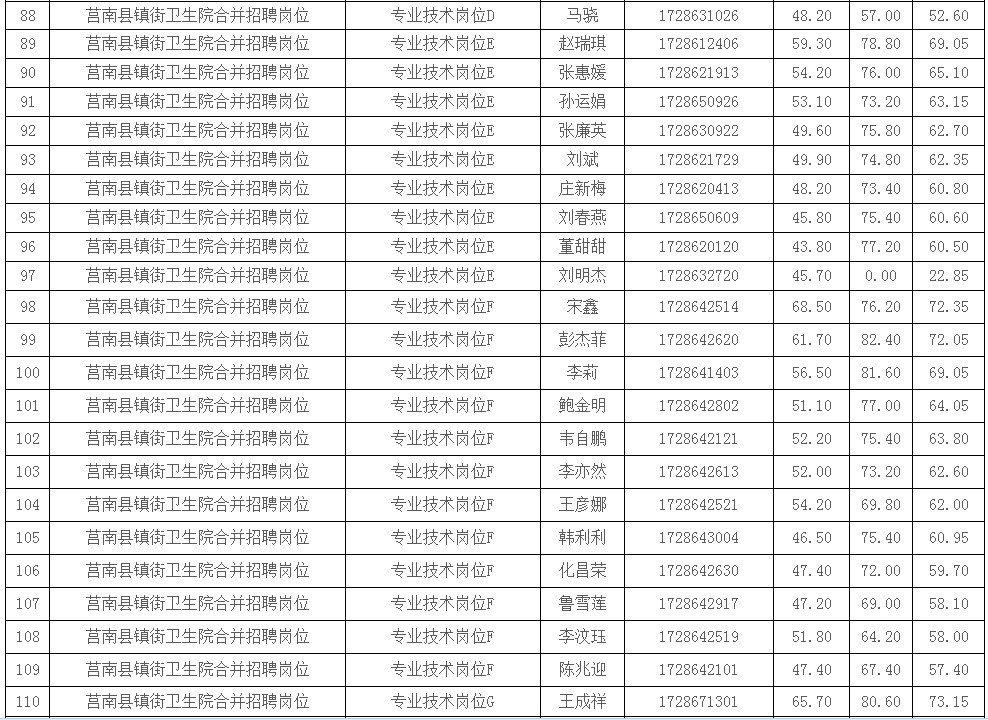 88 莒南县镇街卫生院合并招聘岗位 专业技术岗位D 马骁 1728631026 48.20 57.00 52.60
89 莒南县镇街卫生院合并招聘岗位 专业技术岗位E 赵瑞琪 1728612406 59.30 78.80 69.05
90 莒南县镇街卫生院合并招聘岗位 专业技术岗位E 张惠媛 1728621913 54.20 76.00 65.10
91 莒南县镇街卫生院合并招聘岗位 专业技术岗位E 孙运娟 1728650926 53.10 73.20 63.15
92 莒南县镇街卫生院合并招聘岗位 专业技术岗位E 张廉英 1728630922 49.60 75.80 62.70
93 莒南县镇街卫生院合并招聘岗位 专业技术岗位E 刘斌 1728621729 49.90 74.80 62.35
94 莒南县镇街卫生院合并招聘岗位 专业技术岗位E 庄新梅 1728620413 48.20 73.40 60.80
95 莒南县镇街卫生院合并招聘岗位 专业技术岗位E 刘春燕 1728650609 45.80 75.40 60.60
96 莒南县镇街卫生院合并招聘岗位 专业技术岗位E 董甜甜 1728620120 43.80 77.20 60.50
97 莒南县镇街卫生院合并招聘岗位 专业技术岗位E 刘明杰 1728632720 45.70 0.00 22.85
98 莒南县镇街卫生院合并招聘岗位 专业技术岗位F 宋鑫 1728642514 68.50 76.20 72.35
99 莒南县镇街卫生院合并招聘岗位 专业技术岗位F 彭杰菲 1728642620 61.70 82.40 72.05
100 莒南县镇街卫生院合并招聘岗位 专业技术岗位F 李莉 1728641403 56.50 81.60 69.05
101 莒南县镇街卫生院合并招聘岗位 专业技术岗位F 鲍金明 1728642802 51.10 77.00 64.05
102 莒南县镇街卫生院合并招聘岗位 专业技术岗位F 韦自鹏 1728642121 52.20 75.40 63.80
103 莒南县镇街卫生院合并招聘岗位 专业技术岗位F 李亦然 1728642613 52.00 73.20 62.60
104 莒南县镇街卫生院合并招聘岗位 专业技术岗位F 王彦娜 1728642521 54.20 69.80 62.00
105 莒南县镇街卫生院合并招聘岗位 专业技术岗位F 韩利利 1728643004 46.50 75.40 60.95
106 莒南县镇街卫生院合并招聘岗位 专业技术岗位F 化昌荣 1728642630 47.40 72.00 59.70
107 莒南县镇街卫生院合并招聘岗位 专业技术岗位F 鲁雪莲 1728642917 47.20 69.00 58.10
108 莒南县镇街卫生院合并招聘岗位 专业技术岗位F 李汶珏 1728642519 51.80 64.20 58.00
109 莒南县镇街卫生院合并招聘岗位 专业技术岗位F 陈兆迎 1728642101 47.40 67.40 57.40
110 莒南县镇街卫生院合并招聘岗位 专业技术岗位G 王成祥 1728671301 65.70 80.60 73.15